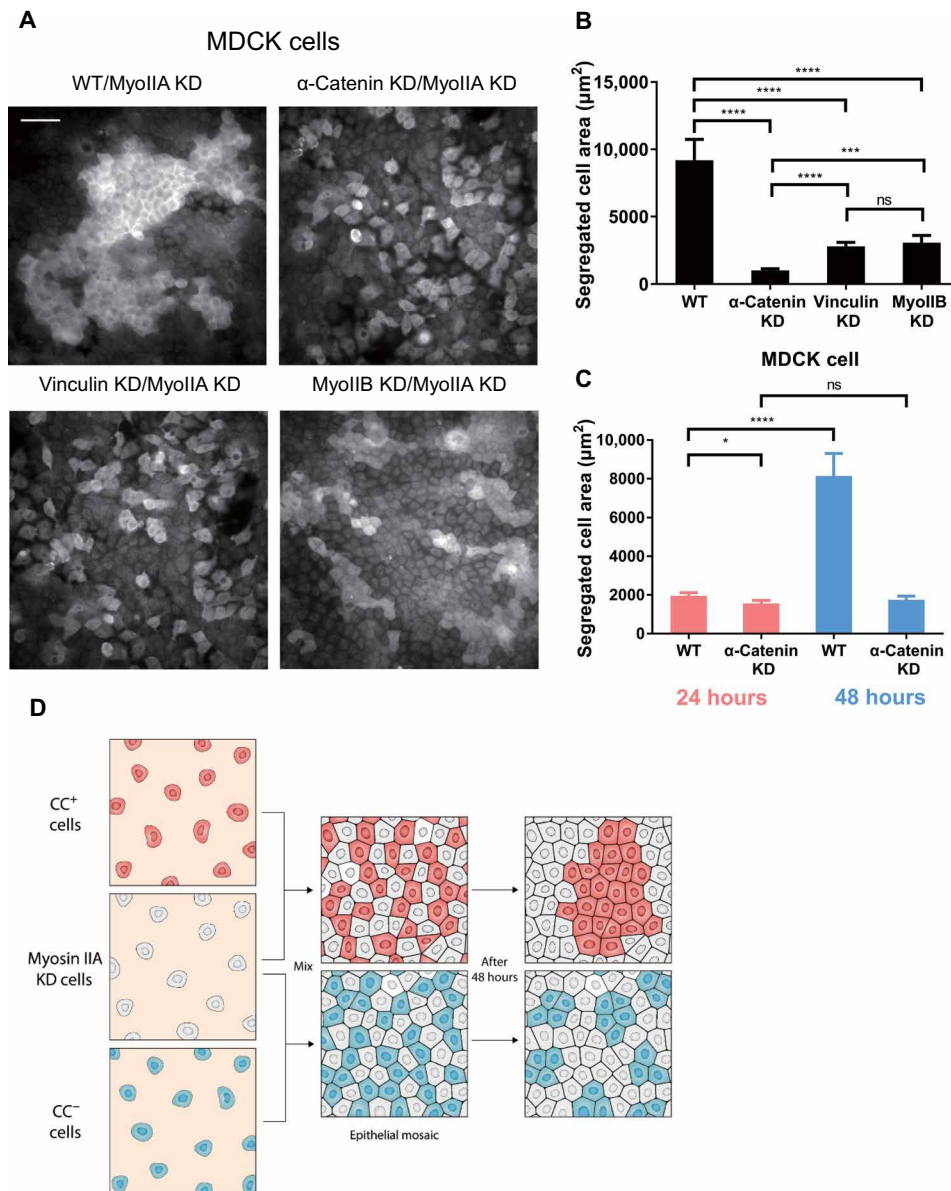 A
MDCK cells
WT/MyoIIA KD
α-Catenin KD/MyoIIA KD
Vinculin KD/MyoIIA KD
MyoIIB KD/MyoIIA KD
B
Segregated cell area (µm²)
15,000
10,000
5000
0
****
****
****
***
****
ns
WT
α-Catenin
KD
Vinculin
KD
MyoIIB
KD
MDCK cell
C
Segregated cell area (µm²)
10,000
8000
6000
4000
2000
0
ns
****
*
WT
α-Catenin
KD
WT
α-Catenin
KD
24 hours
48 hours
D
CC⁺
cells
Myosin IIA
KD cells
CC⁻
cells
Mix
After
48 hours
Epithelial mosaic